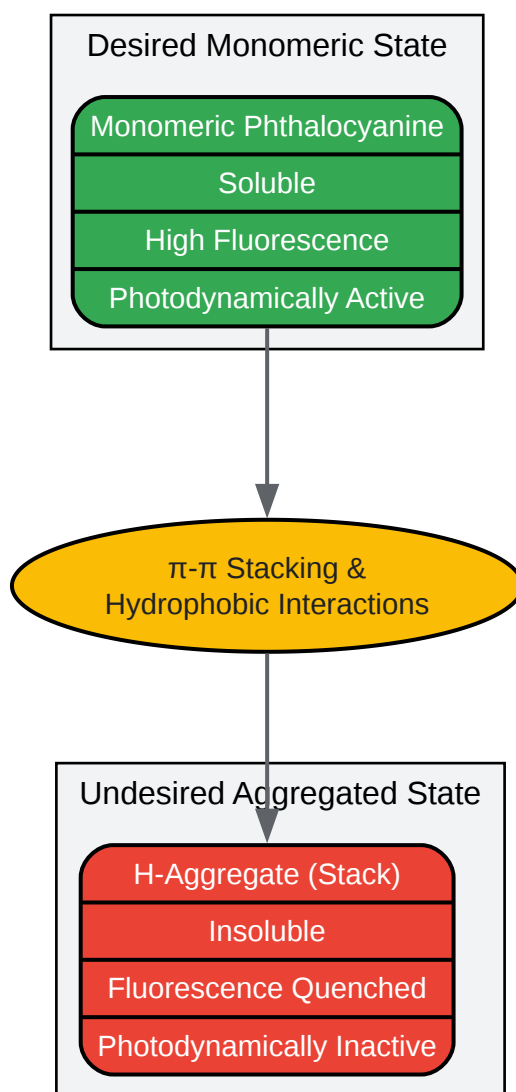 Desired Monomeric State
Monomeric Phthalocyanine
Soluble
High Fluorescence
Photodynamically Active
π-π Stacking &
Hydrophobic Interactions
Undesired Aggregated State
H-Aggregate (Stack)
Insoluble
Fluorescence Quenched
Photodynamically Inactive